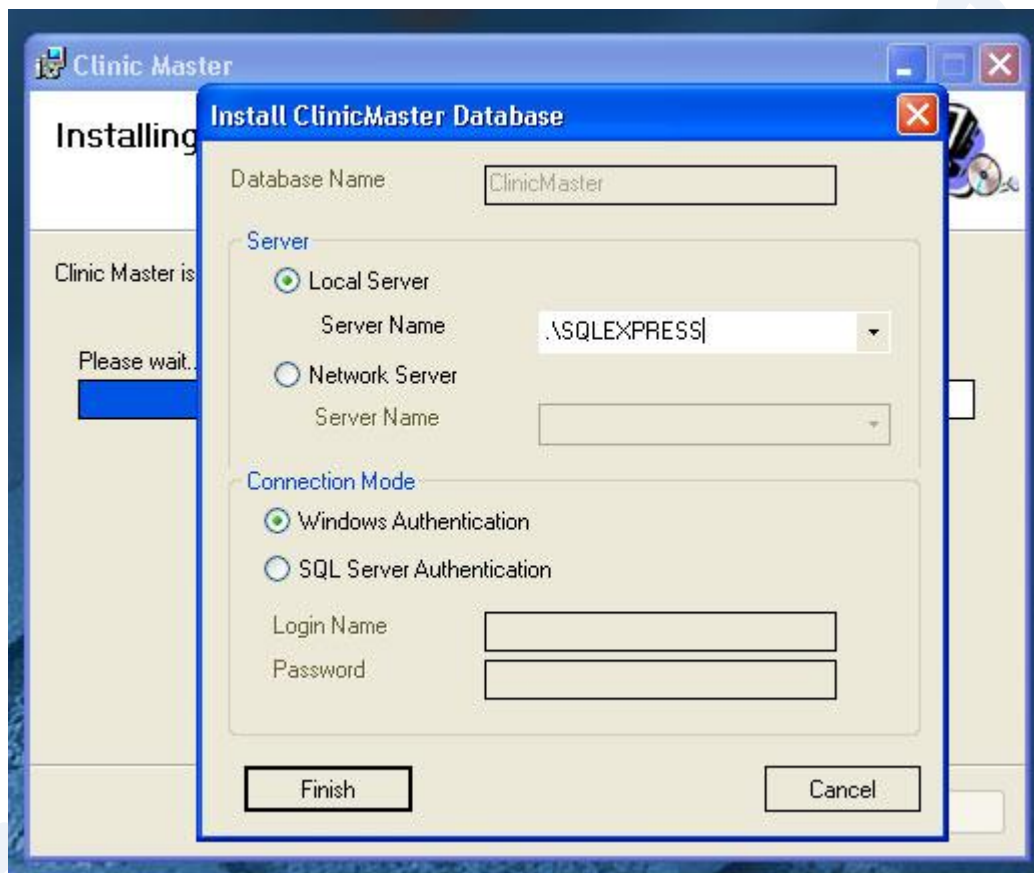 Clinic Master
Install ClinicMaster Database
Installing
Database Name
ClinicMaster
Server
Clinic Master is
Local Server
Server Name
.\SQLEXPRESS
Please wait..
Network Server
Server Name
Connection Mode
Windows Authentication
SQL Server Authentication
Login Name
Password
Finish
Cancel